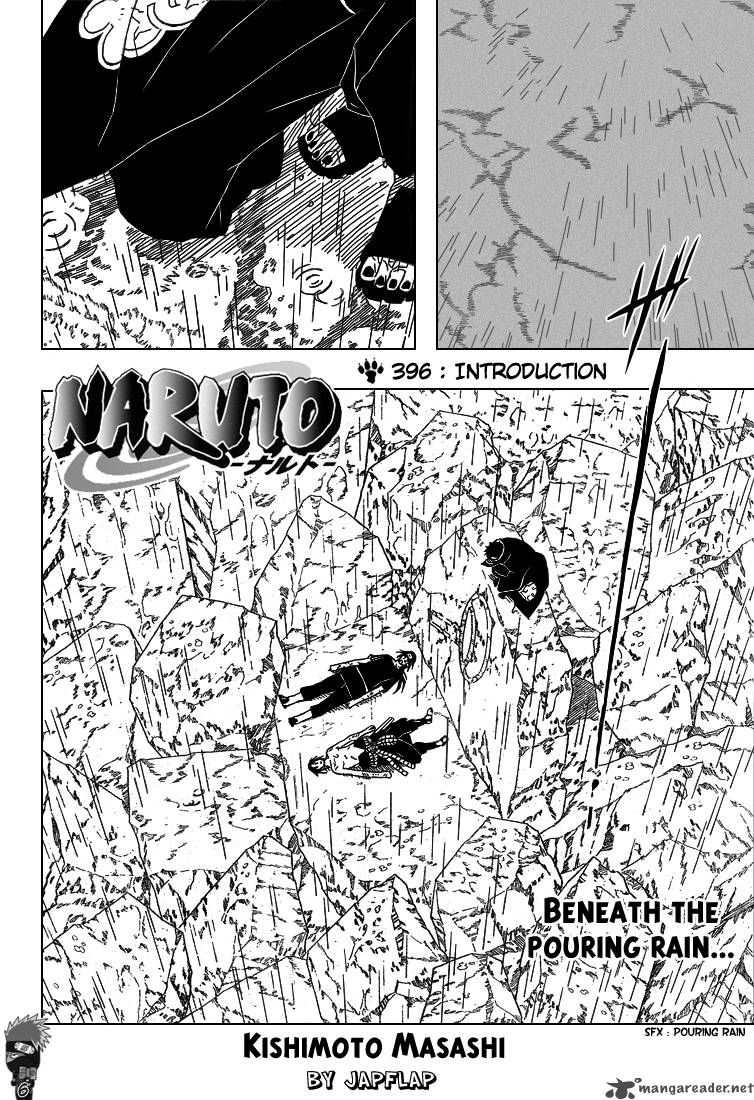 396 : INTRODUCTION
NARUTO
-ナルト-
BENEATH THE
POURING RAIN...
SFX : POURING RAIN
KISHIMOTO MASASHI
BY JAPFLAP
6
mangareader.net